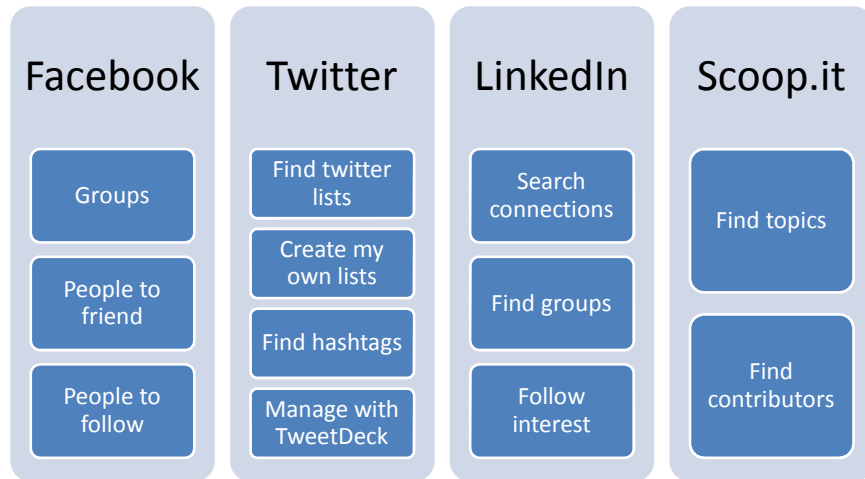 Facebook
Groups
People to
friend
People to
follow
Twitter
Find twitter
lists
Create my
own lists
Find hashtags
Manage with
TweetDeck
LinkedIn
Search
connections
Find groups
Follow
interest
Scoop.it
Find topics
Find
contributors